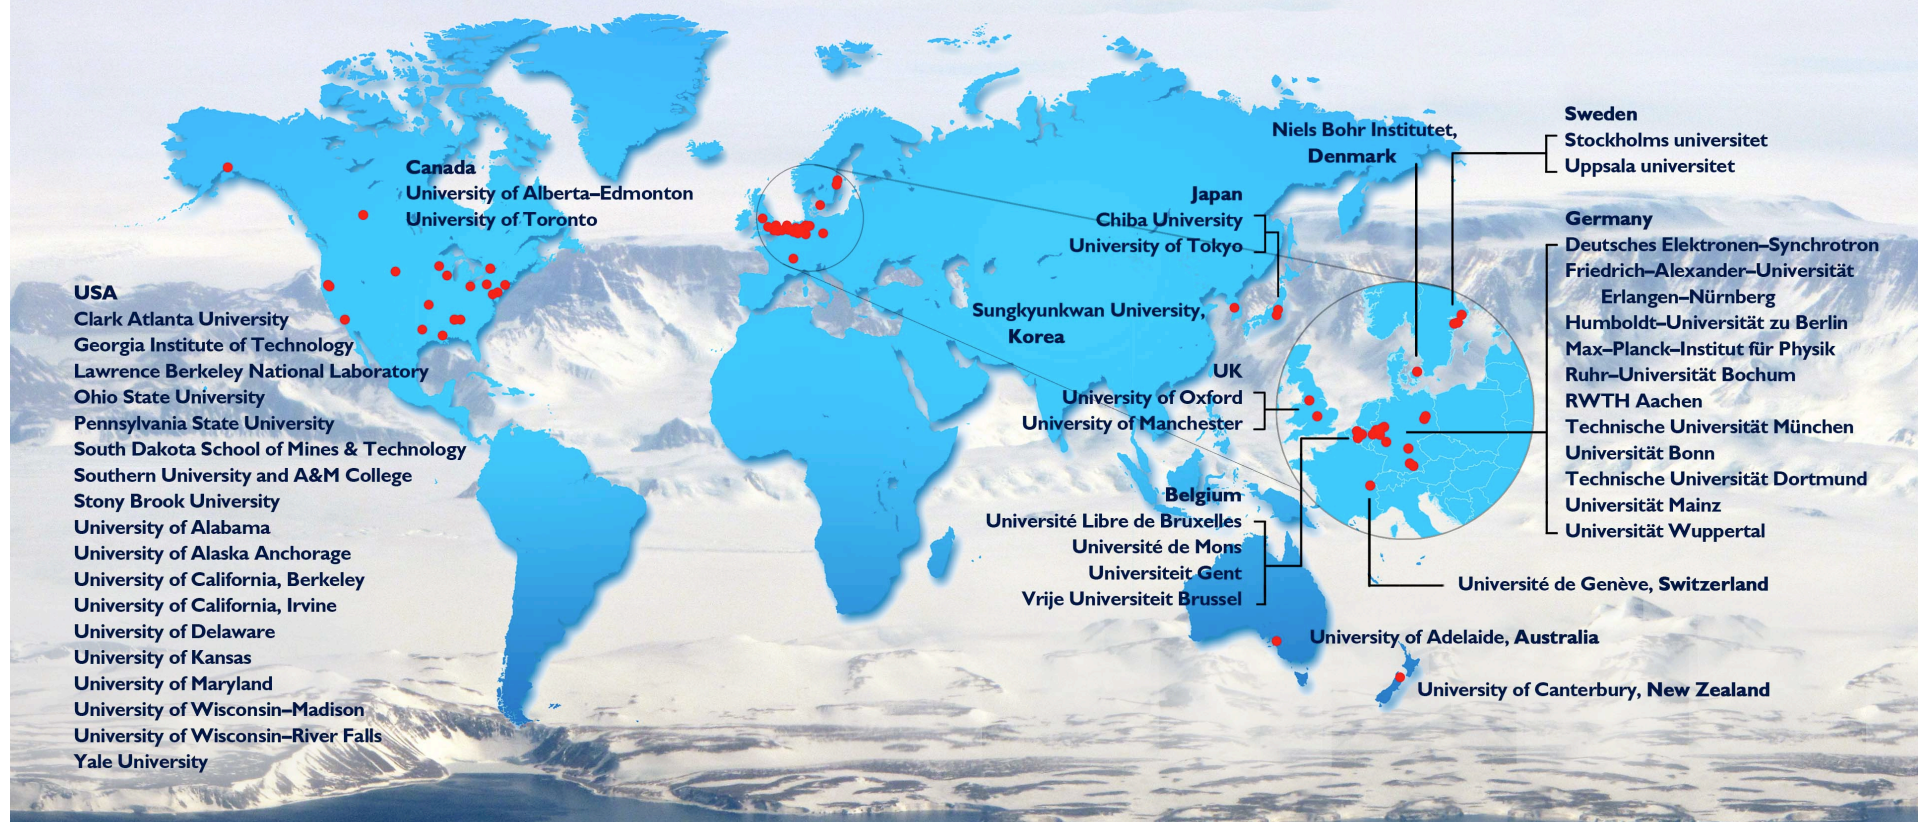 Canada
University of Alberta–Edmonton
University of Toronto
USA
Clark Atlanta University
Georgia Institute of Technology
Lawrence Berkeley National Laboratory
Ohio State University
Pennsylvania State University
South Dakota School of Mines & Technology
Southern University and A&M College
Stony Brook University
University of Alabama
University of Alaska Anchorage
University of California, Berkeley
University of California, Irvine
University of Delaware
University of Kansas
University of Maryland
University of Wisconsin–Madison
University of Wisconsin–River Falls
Yale University
Niels Bohr Institutet,
Denmark
Japan
Chiba University
University of Tokyo
Sungkyunkwan University,
Korea
UK
University of Oxford
University of Manchester
Belgium
Université Libre de Bruxelles
Université de Mons
Universiteit Gent
Vrije Universiteit Brussel
Sweden
Stockholms universitet
Uppsala universitet
Germany
Deutsches Elektronen–Synchrotron
Friedrich–Alexander–Universität
Erlangen–Nürnberg
Humboldt–Universität zu Berlin
Max–Planck–Institut für Physik
Ruhr–Universität Bochum
RWTH Aachen
Technische Universität München
Universität Bonn
Technische Universität Dortmund
Universität Mainz
Universität Wuppertal
Université de Genève, Switzerland
University of Adelaide, Australia
University of Canterbury, New Zealand